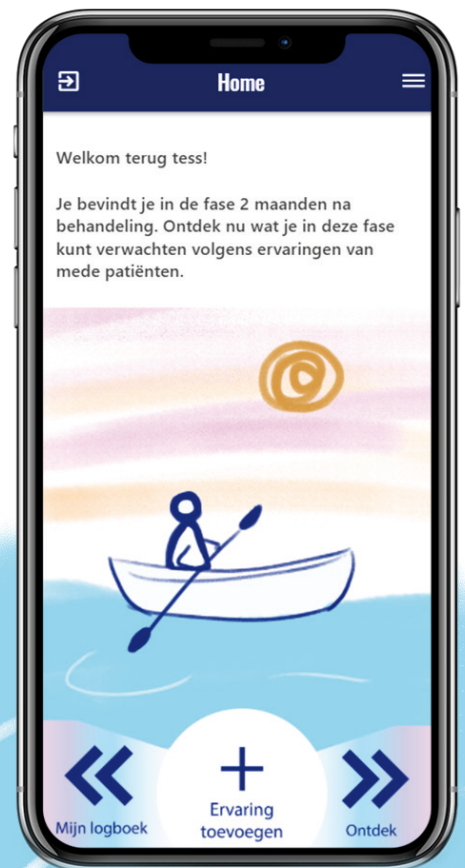 Home
Welkom terug tess!
Je bevindt je in de fase 2 maanden na
behandeling. Ontdek nu wat je in deze fase
kunt verwachten volgens ervaringen van
mede patiënten.
Mijn logboek
Ervaring
toevoegen
Ontdek